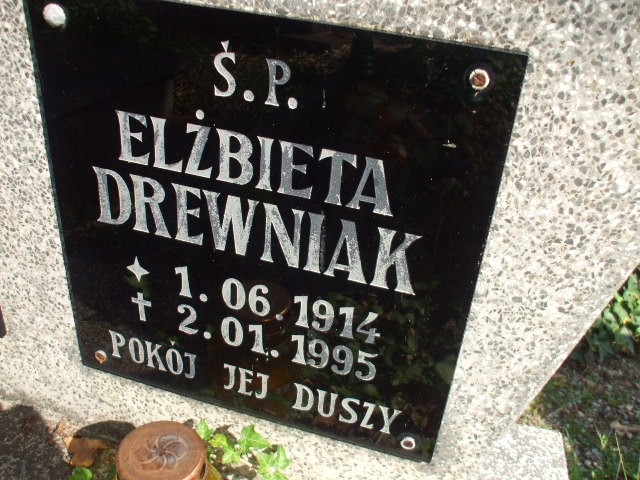 Ś.P.
ELŻBIETA
DREWNIAK
1.06.1914
2.01.1995
POKÓJ JEJ DUSZY